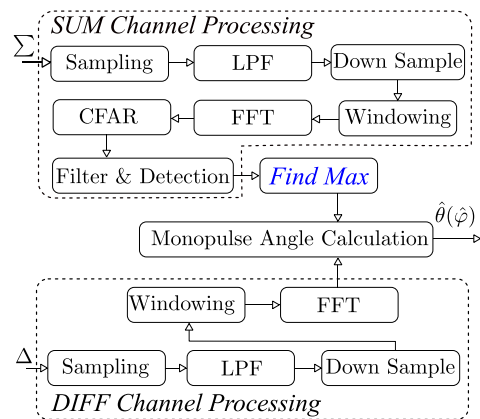 SUM Channel Processing
∑
Sampling
LPF
Down Sample
CFAR
FFT
Windowing
Filter & Detection
Find Max
Monopulse Angle Calculation
θ̂(φ̂)
Windowing
FFT
Δ
Sampling
LPF
Down Sample
DIFF Channel Processing